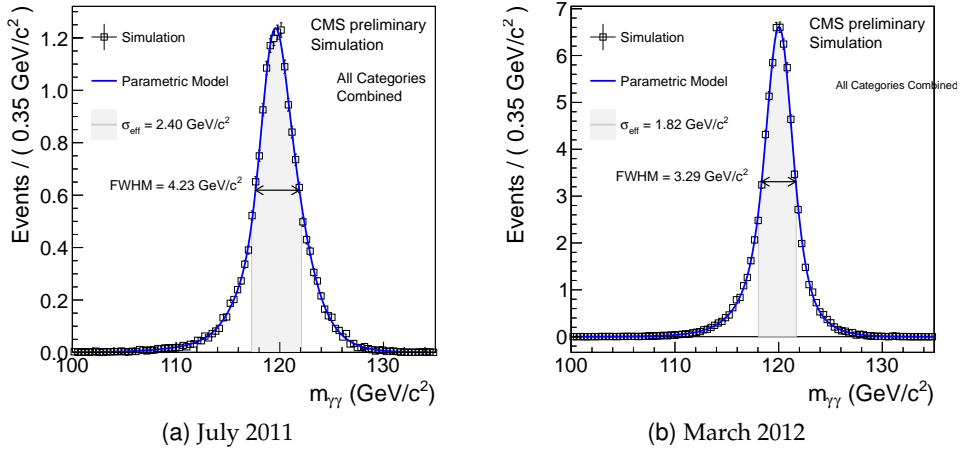 Events / ( 0.35 GeV/c²  )
1.2
1.0
0.8
0.6
0.4
0.2
0.0
Simulation
Parametric Model
σeff = 2.40 GeV/c²
FWHM = 4.23 GeV/c²
CMS preliminary
Simulation
All Categories
Combined
100
110
120
130
mγγ (GeV/c²)
(a) July 2011
Events / ( 0.35 GeV/c²  )
7
6
5
4
3
2
1
0
Simulation
Parametric Model
σeff = 1.82 GeV/c²
FWHM = 3.29 GeV/c²
CMS preliminary
Simulation
All Categories Combined
100
110
120
130
mγγ (GeV/c²)
(b) March 2012